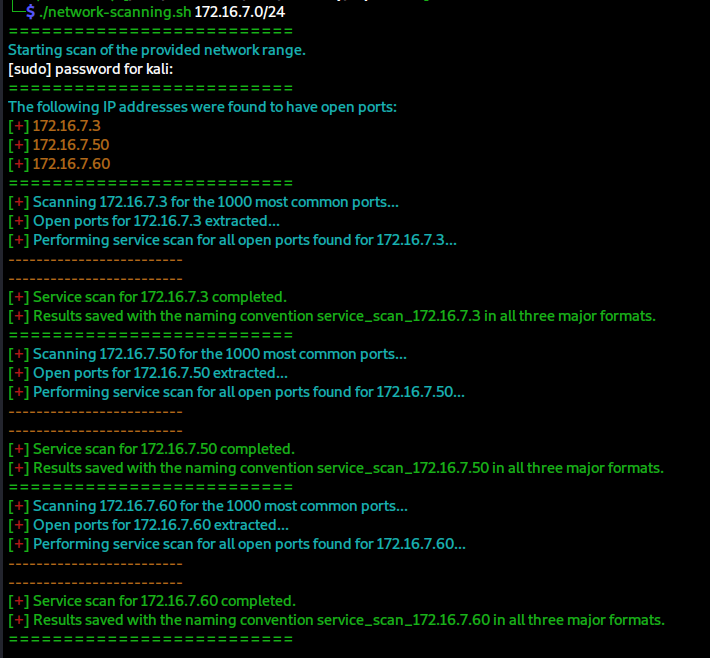 └─$ ./network-scanning.sh 172.16.7.0/24
==========================
Starting scan of the provided network range.
[sudo] password for kali:
==========================
The following IP addresses were found to have open ports:
[+] 172.16.7.3
[+] 172.16.7.50
[+] 172.16.7.60
==========================
[+] Scanning 172.16.7.3 for the 1000 most common ports...
[+] Open ports for 172.16.7.3 extracted...
[+] Performing service scan for all open ports found for 172.16.7.3...
-------------------------
-------------------------
[+] Service scan for 172.16.7.3 completed.
[+] Results saved with the naming convention service_scan_172.16.7.3 in all three major formats.
==========================
[+] Scanning 172.16.7.50 for the 1000 most common ports...
[+] Open ports for 172.16.7.50 extracted...
[+] Performing service scan for all open ports found for 172.16.7.50...
-------------------------
-------------------------
[+] Service scan for 172.16.7.50 completed.
[+] Results saved with the naming convention service_scan_172.16.7.50 in all three major formats.
==========================
[+] Scanning 172.16.7.60 for the 1000 most common ports...
[+] Open ports for 172.16.7.60 extracted...
[+] Performing service scan for all open ports found for 172.16.7.60...
-------------------------
-------------------------
[+] Service scan for 172.16.7.60 completed.
[+] Results saved with the naming convention service_scan_172.16.7.60 in all three major formats.
==========================